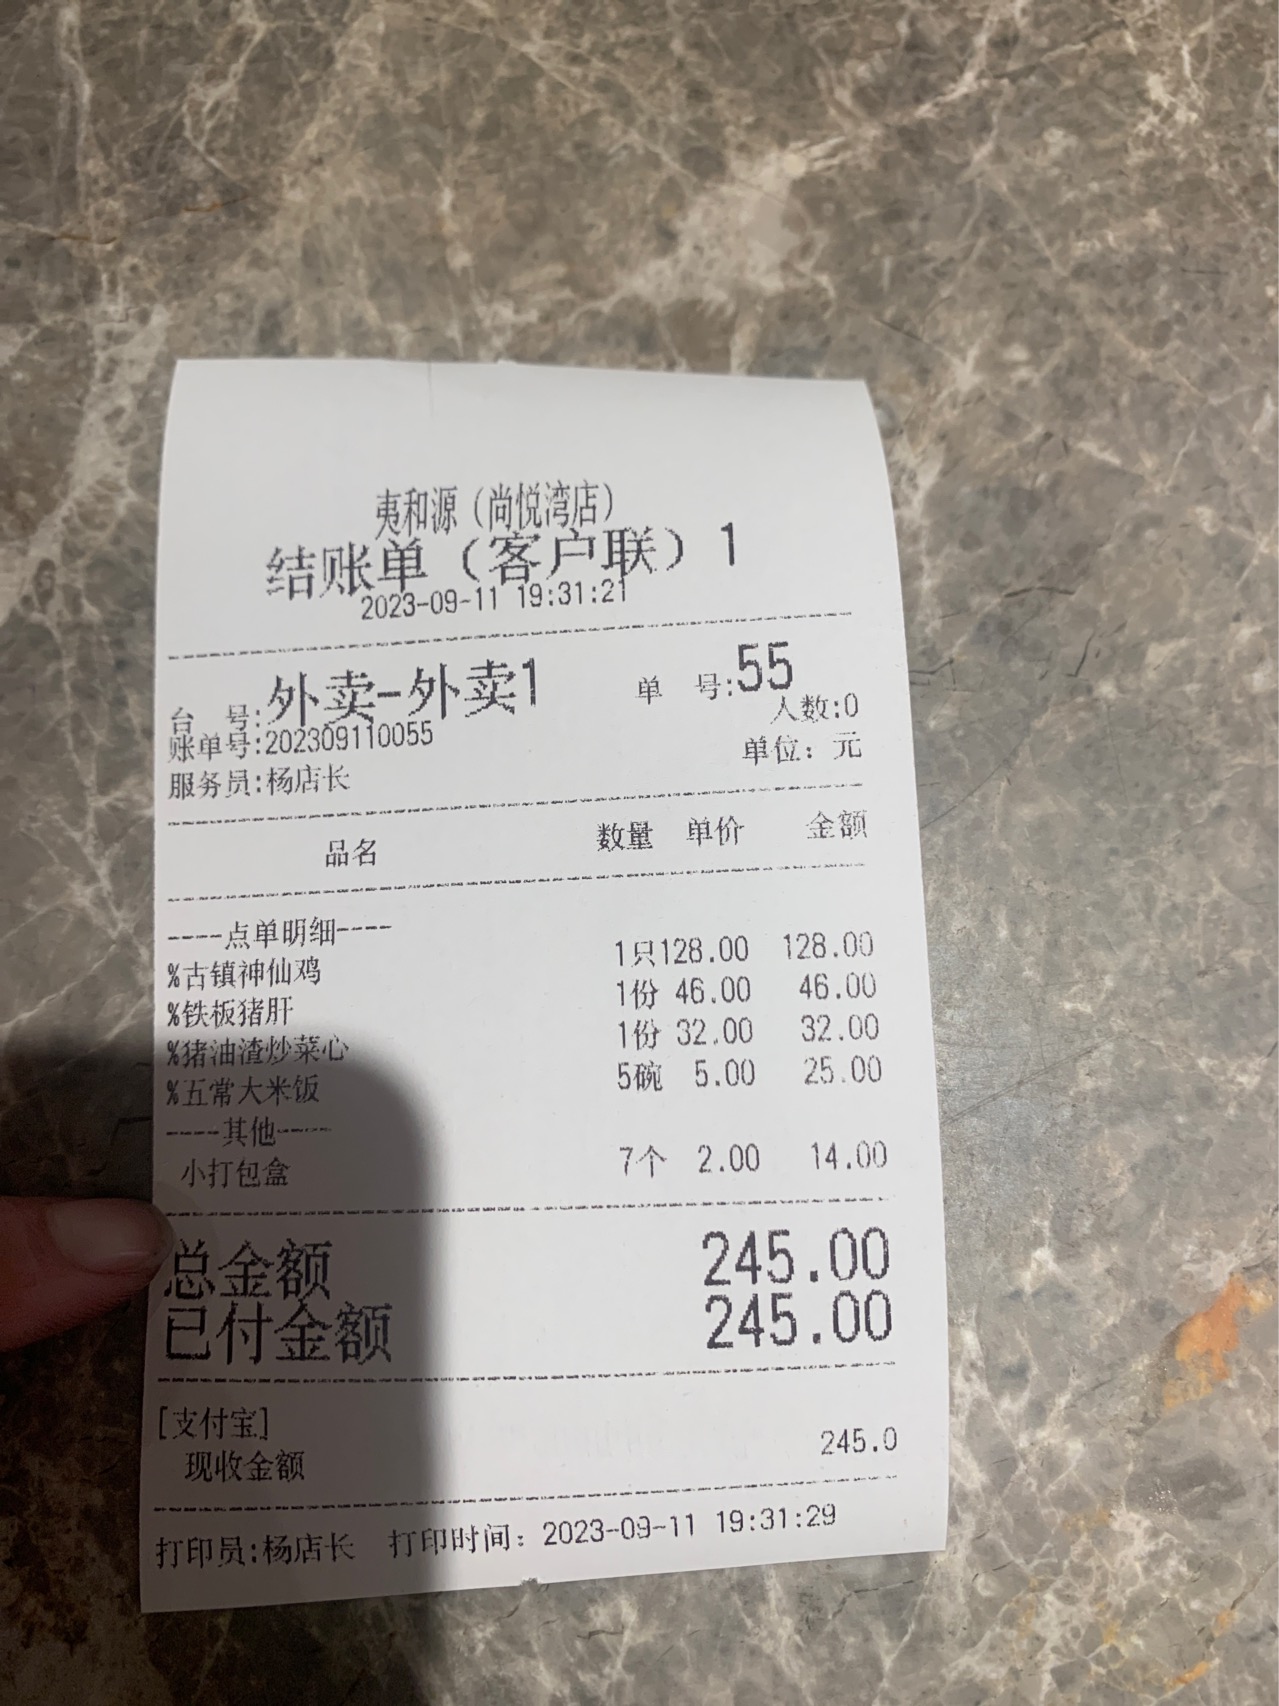 夷和源（尚悦湾店）
结账单（客户联）1
2023-09-11 19:31:21
台 号:外卖-外卖1 单 号:55
账单号:202309110055 人数:0
服务员:杨店长 单位：元
品名 数量 单价 金额
----点单明细----
%古镇神仙鸡 1只128.00 128.00
%铁板猪肝 1份 46.00 46.00
%猪油渣炒菜心 1份 32.00 32.00
%五常大米饭 5碗 5.00 25.00
----其他----
小打包盒 7个 2.00 14.00
总金额 245.00
已付金额 245.00
[支付宝]
现收金额 245.0
打印员:杨店长 打印时间：2023-09-11 19:31:29